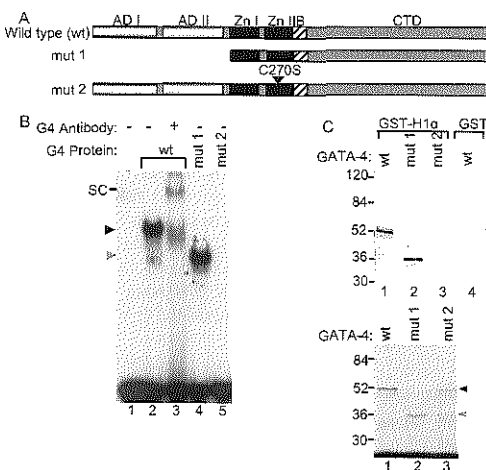 A
AD I AD II Zn I Zn II B CTD
Wild type (wt)
mut 1
C270S
mut 2
B
G4 Antibody: - - + - -
G4 Protein: wt mut 1 mut 2
SC
1 2 3 4 5
C
GST-H1α GST
GATA-4: wt mut 1 mut 2 wt
120
84
52
36
30
1 2 3 4
GATA-4: wt mut 1 mut 2
84
52
36
30
1 2 3